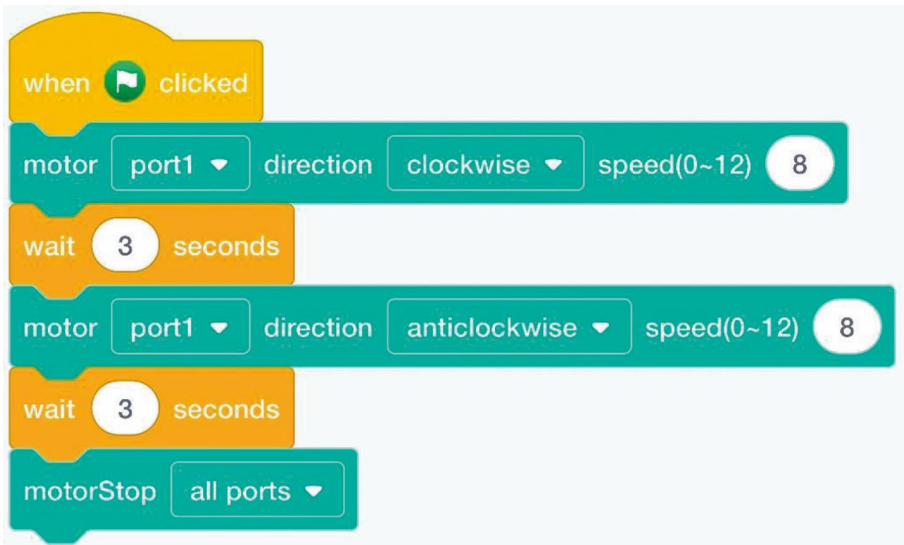 when clicked
motor port1 direction clockwise speed(0~12) 8
wait 3 seconds
motor port1 direction anticlockwise speed(0~12) 8
wait 3 seconds
motorStop all ports